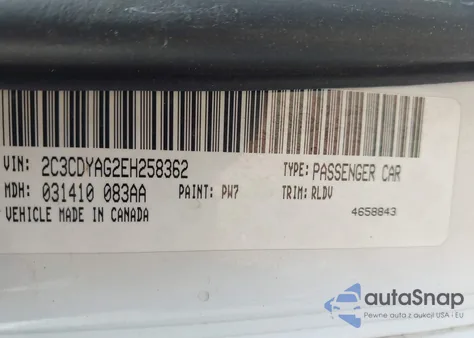 VIN: 2C3CDYAG2EH258362 TYPE: PASSENGER CAR
MDH: 031410 083AA PAINT: PW7 TRIM: RLDV
VEHICLE MADE IN CANADA 4658843
autoSnap
Pewne auta z aukcji USA - EU